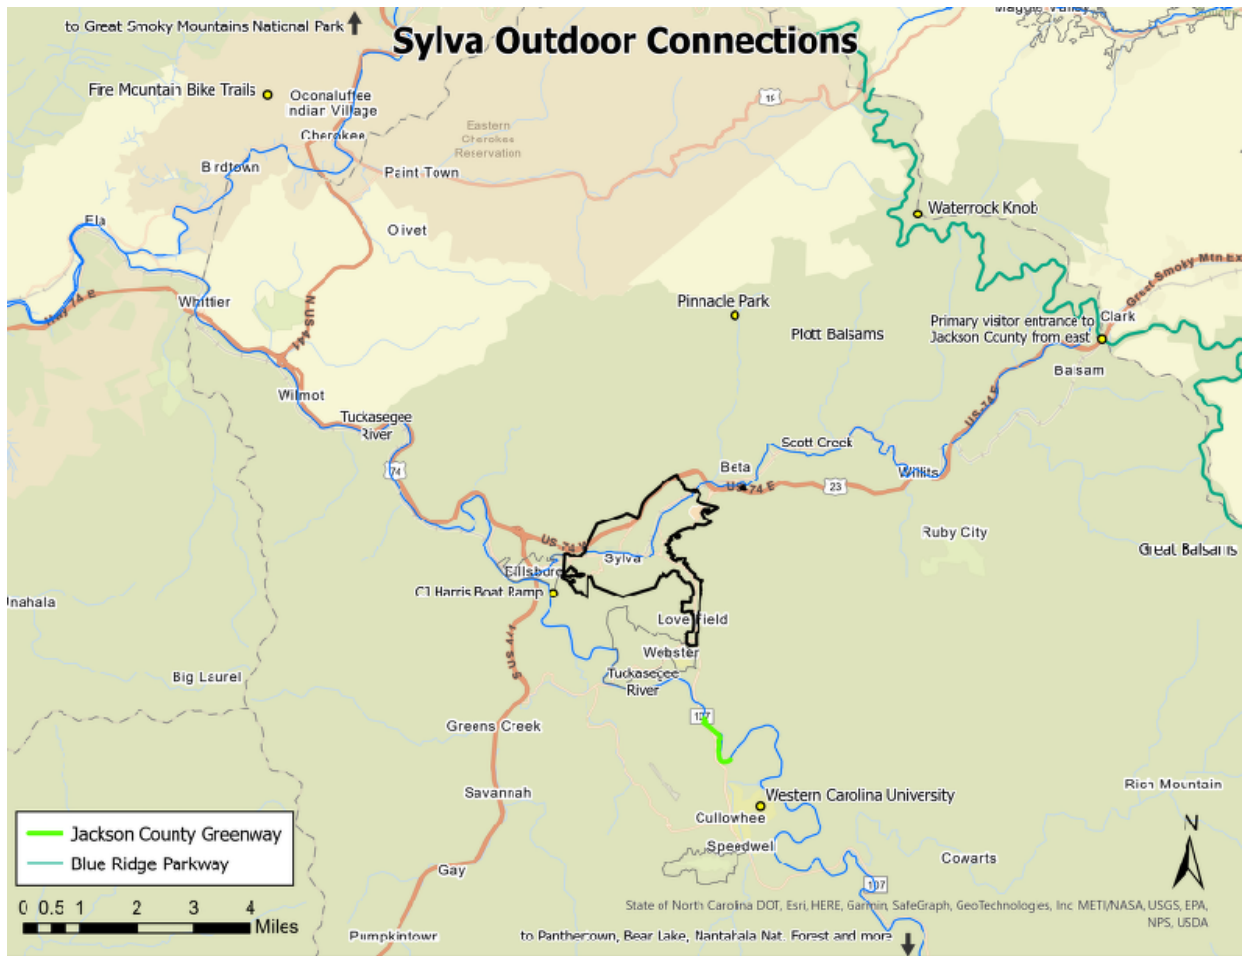 to Great Smoky Mountains National Park
Sylva Outdoor Connections
Fire Mountain Bike Trails
Oconaluftee
Indian Village
19
Cherokee
Eastern
Cherokee
Reservation
Birdtown
Paint Town
Waterrock Knob
Ela
Olivet
Great Smoky Mtn Ex
Hwy 74 E
Whittier
N US 441
Pinnacle Park
Plott Balsams
Primary visitor entrance to
Jackson County from east
Clark
Balsam
Wilmot
US-74 E
Tuckasegee
River
Scott Creek
74
Beta
Willits
US 74 E
23
Ruby City
US-74 W
Great Balsams
Sylva
Dillsboro
CJ Harris Boat Ramp
Love Field
Webster
Big Laurel
Tuckasegee
River
107
Greens Creek
Savannah
Western Carolina University
Rich Mountain
Cullowhee
Speedwell
Cowarts
Gay
107
N
Jackson County Greenway
Blue Ridge Parkway
0 0.5 1 2 3 4
Miles
State of North Carolina DOT, Esri, HERE, Garmin, SafeGraph, GeoTechnologies, Inc METI/NASA, USGS, EPA,
NPS, USDA
Pumpkintown
to Panthertown, Bear Lake, Nantahala Nat. Forest and more